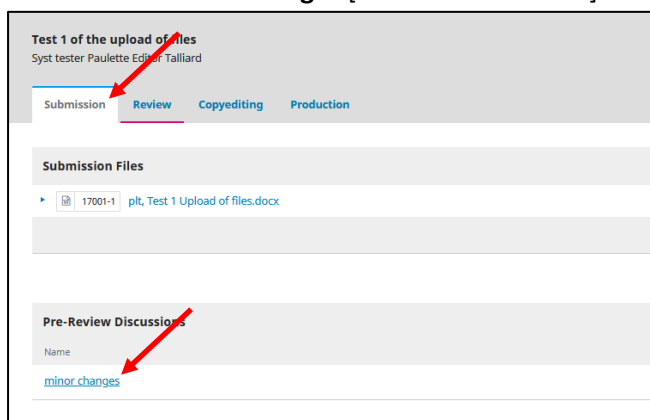 Test 1 of the upload of files
Syst tester Paulette Editor Talliard
Submission Review Copyediting Production
Submission Files
17001-1 plt, Test 1 Upload of files.docx
Pre-Review Discussions
Name
minor changes